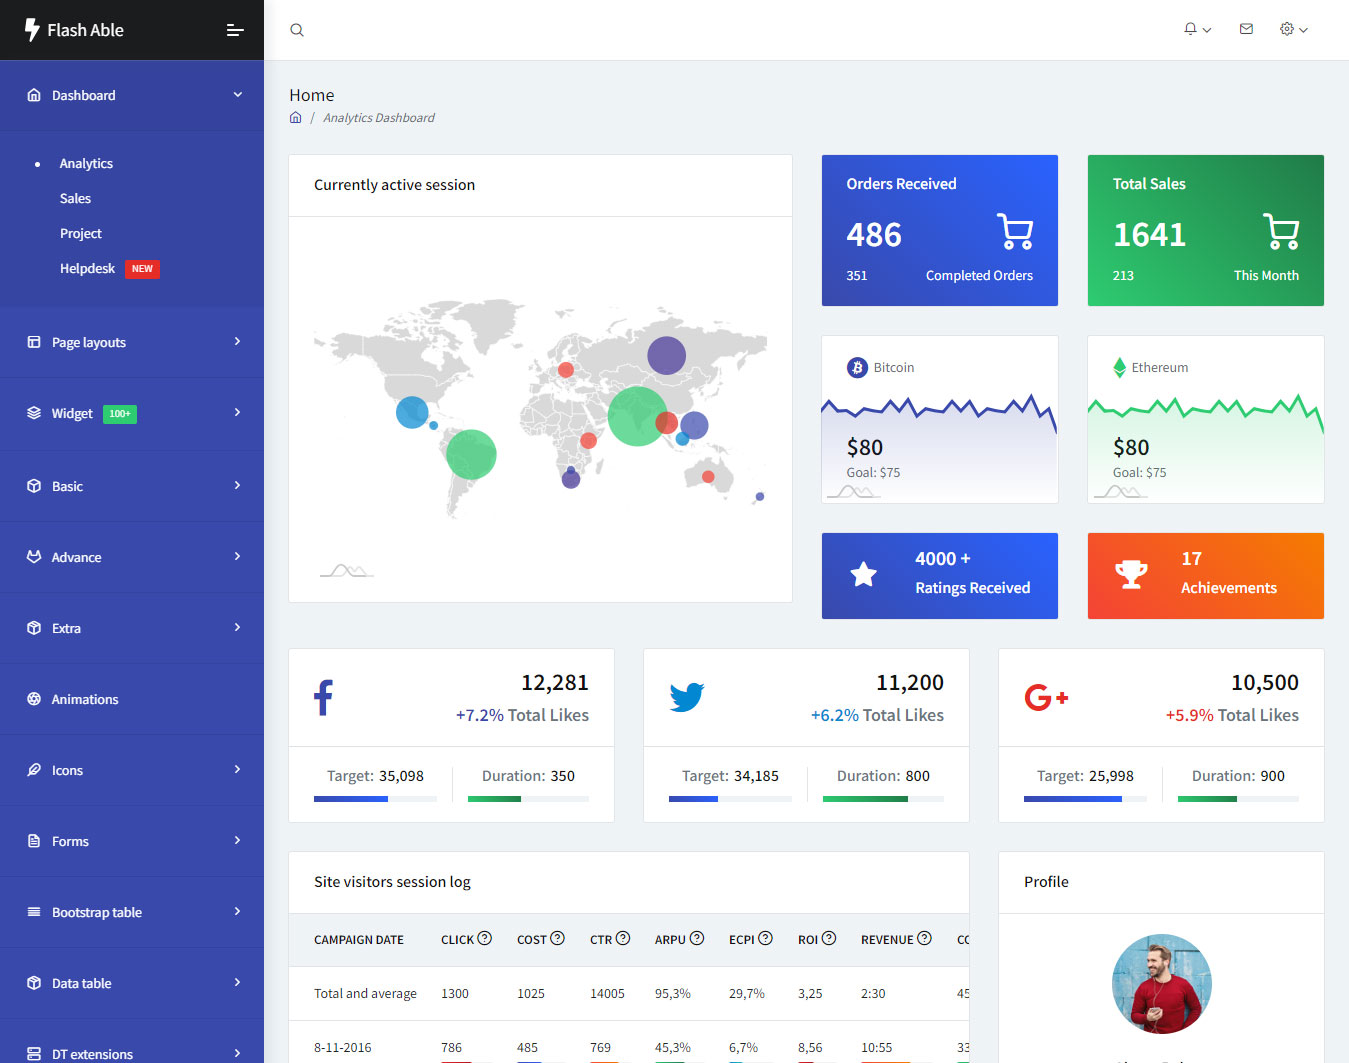 Flash Able
Dashboard
Analytics
Sales
Project
Helpdesk NEW
Page layouts
Widget 100+
Basic
Advance
Extra
Animations
Icons
Forms
Bootstrap table
Data table
DT extensions
Home
/ Analytics Dashboard
Currently active session
Orders Received
486
351 Completed Orders
Total Sales
1641
213 This Month
Bitcoin
$80
Goal: $75
Ethereum
$80
Goal: $75
4000 +
Ratings Received
17
Achievements
12,281
+7.2% Total Likes
Target: 35,098 Duration: 350
11,200
+6.2% Total Likes
Target: 34,185 Duration: 800
10,500
+5.9% Total Likes
Target: 25,998 Duration: 900
Site visitors session log
CAMPAIGN DATE CLICK COST CTR ARPU ECPI ROI REVENUE
Total and average 1300 1025 14005 95,3% 29,7% 3,25 2:30 45
8-11-2016 786 485 769 45,3% 6,7% 8,56 10:55 33
Profile